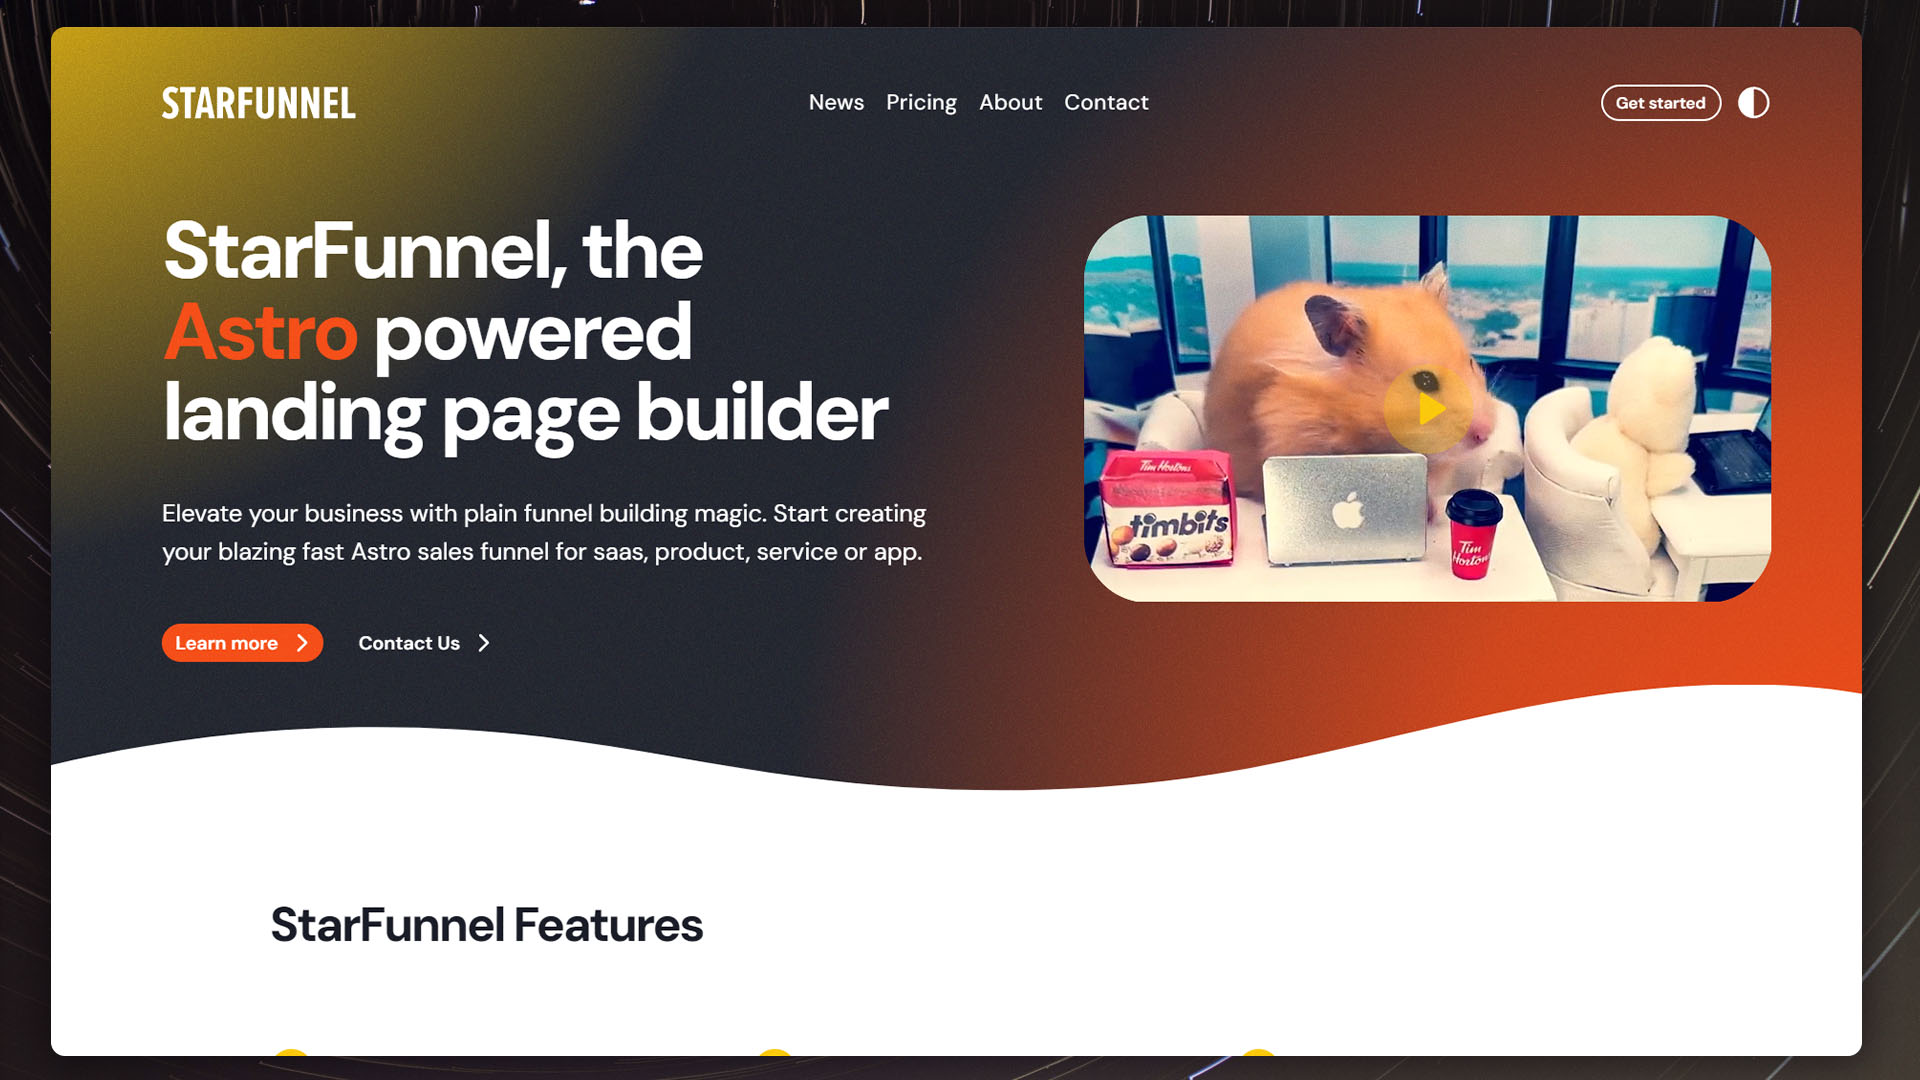 STARFUNNEL
News Pricing About Contact
Get started
StarFunnel, the
Astro powered
landing page builder
Elevate your business with plain funnel building magic. Start creating
your blazing fast Astro sales funnel for saas, product, service or app.
Learn more
Contact Us
Tim Hortons
timbits
Tim
Hortons
StarFunnel Features